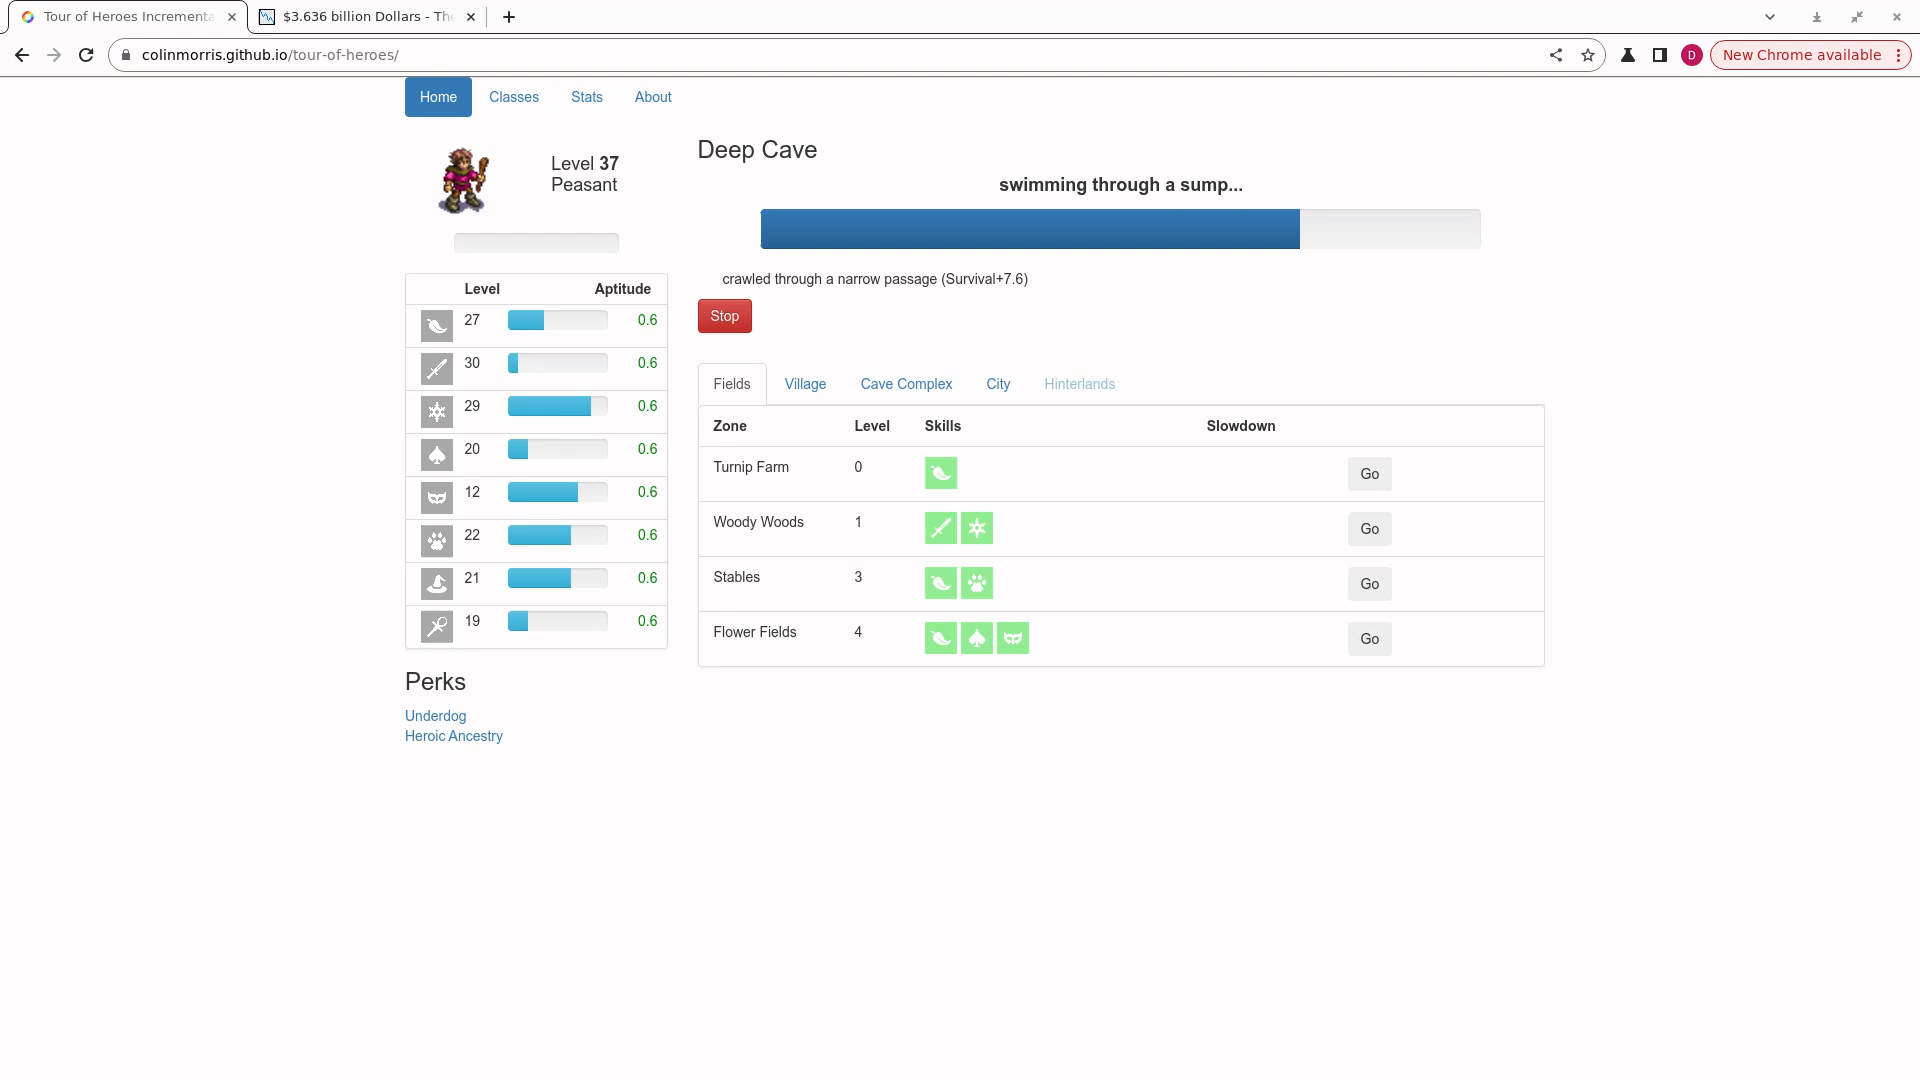 Tour of Heroes Incrementa
$3.636 billion Dollars - The
colinmorris.github.io/tour-of-heroes/
D
New Chrome available
Home
Classes
Stats
About
Level 37
Peasant
Deep Cave
swimming through a sump...
crawled through a narrow passage (Survival+7.6)
Stop
Level Aptitude
27 0.6
30 0.6
29 0.6
20 0.6
12 0.6
22 0.6
21 0.6
19 0.6
Perks
Underdog
Heroic Ancestry
Fields Village Cave Complex City Hinterlands
Zone Level Skills Slowdown
Turnip Farm 0 Go
Woody Woods 1 Go
Stables 3 Go
Flower Fields 4 Go